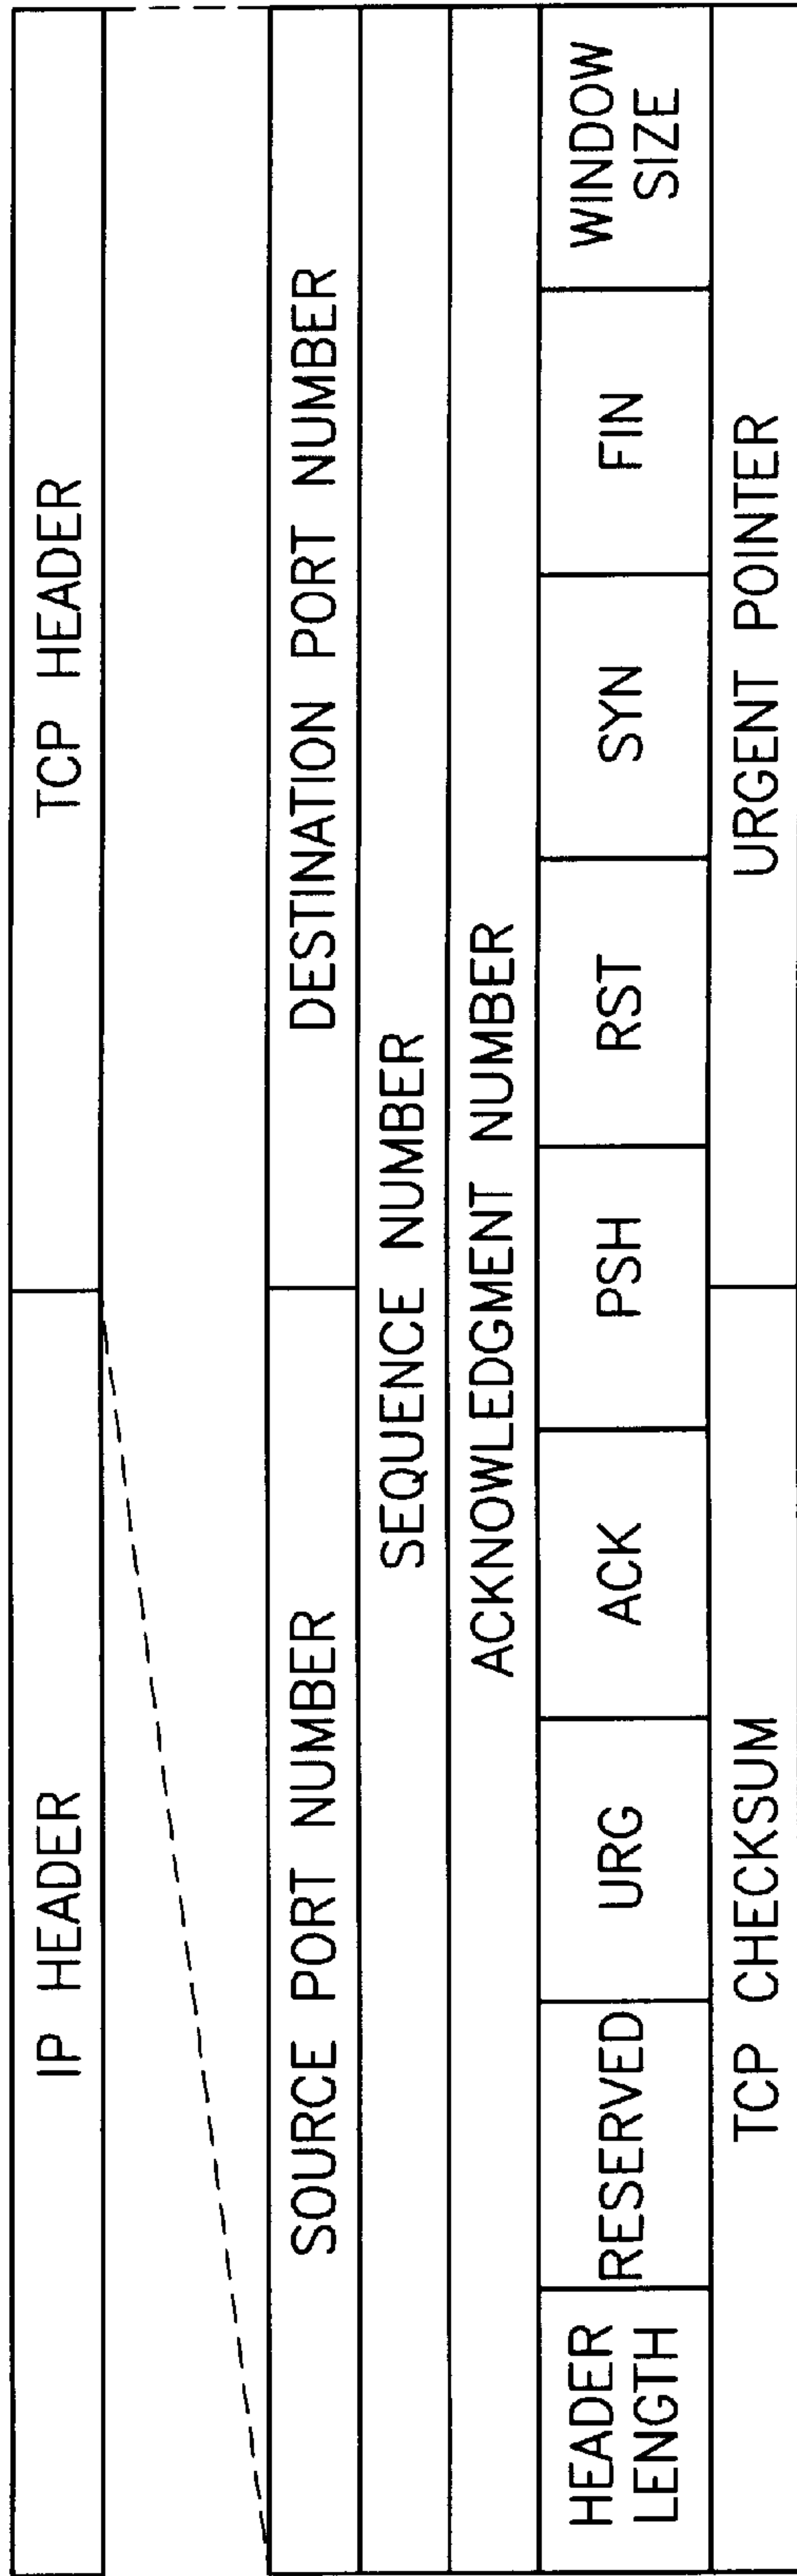 IP HEADER TCP HEADER
SOURCE PORT NUMBER DESTINATION PORT NUMBER
SEQUENCE NUMBER
ACKNOWLEDGMENT NUMBER
HEADER LENGTH RESERVED URG ACK PSH RST SYN FIN WINDOW SIZE
TCP CHECKSUM URGENT POINTER